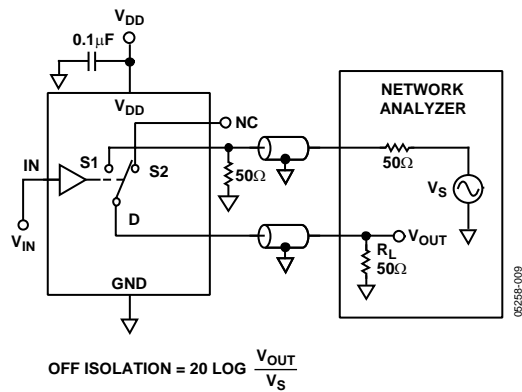 VDD
0.1μF
VDD
NC
NETWORK
ANALYZER
IN
S1
S2
50Ω
50Ω
VS
D
VIN
VOUT
RL
50Ω
GND
05258-009
OFF ISOLATION = 20 LOG VOUT
VS